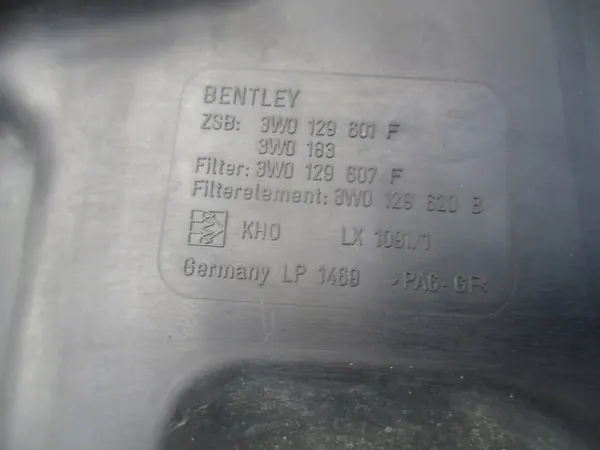 BENTLEY
ZSB: 3W0 129 601 F
3W0 183
Filter: 3W0 129 607 F
Filterelement: 3W0 129 620 B
KHO LX 1091/1
Germany LP 1469 >PA6-GF<